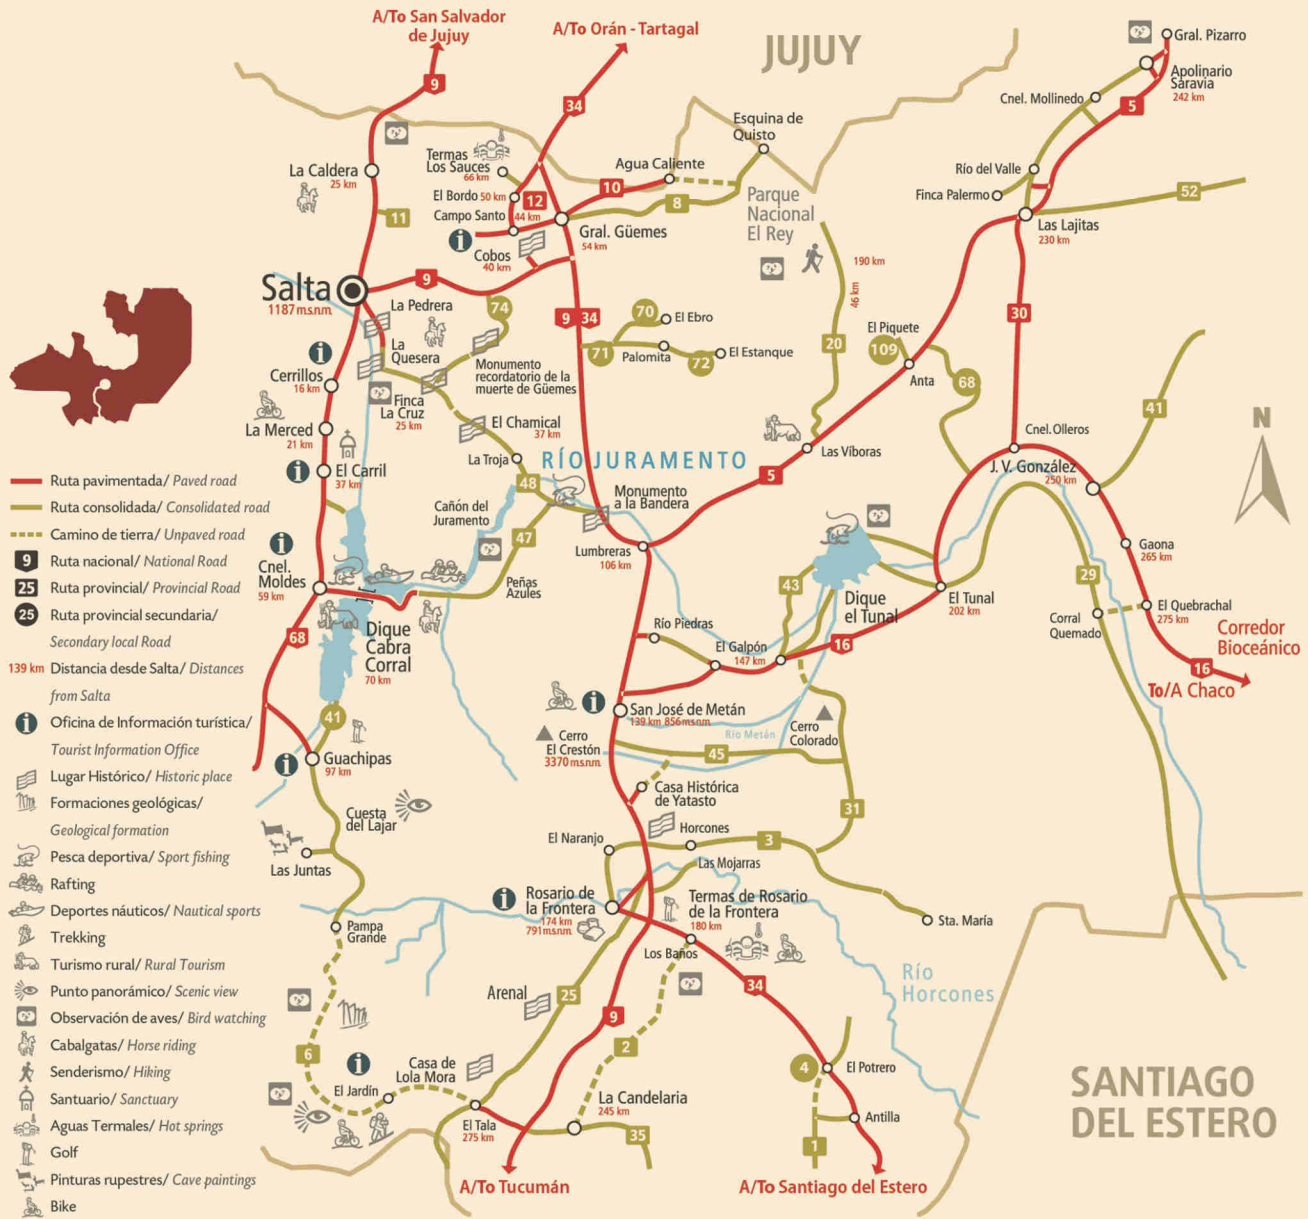 A/To San Salvador
de Jujuy
A/To Orán - Tartagal
JUJUY
Gral. Pizarro
9
34
Apolinario
Saravia
242 km
Cnel. Mollinedo
5
Esquina de
Quisto
Termas
Los Sauces
66 km
Agua Caliente
La Caldera
25 km
Río del Valle
El Bordo 50 km
12
10
Finca Palermo
52
11
Campo Santo
44 km
8
Parque
Nacional
El Rey
Gral. Güemes
54 km
Las Lajitas
230 km
Cobos
40 km
190 km
46 km
Salta
1187 m.s.n.m.
9
La Pedrera
74
9
34
70
El Ebro
30
El Piquete
109
La
Quesera
71
Palomita
72
El Estanque
20
Cerrillos
16 km
Monumento
recordatorio de la
muerte de Güemes
Anta
68
Finca
La Cruz
25 km
41
La Merced
21 km
El Chamical
37 km
Cnel. Olleros
El Carril
37 km
La Troja
RÍO JURAMENTO
Las Víboras
J. V. González
250 km
5
48
Ruta pavimentada/ Paved road
Ruta consolidada/ Consolidated road
Camino de tierra/ Unpaved road
9
Ruta nacional/ National Road
25
Ruta provincial/ Provincial Road
25
Ruta provincial secundaria/
Secondary local Road
139 km
Distancia desde Salta/ Distances
from Salta
Oficina de Información turística/
Tourist Information Office
Lugar Histórico/ Historic place
Formaciones geológicas/
Geological formation
Pesca deportiva/ Sport fishing
Rafting
Deportes náuticos/ Nautical sports
Trekking
Turismo rural/ Rural Tourism
Punto panorámico/ Scenic view
Observación de aves/ Bird watching
Cabalgatas/ Horse riding
Senderismo/ Hiking
Santuario/ Sanctuary
Aguas Termales/ Hot springs
Golf
Pinturas rupestres/ Cave paintings
Bike
Cañón del
Juramento
Monumento
a la Bandera
47
Lumbreras
106 km
Gaona
265 km
Cnel.
Moldes
59 km
Peñas
Azules
43
Dique
el Tunal
El Tunal
202 km
29
El Quebrachal
275 km
Corral
Quemado
Corredor
Bioceánico
68
Dique
Cabra
Corral
70 km
Río Piedras
El Galpón
147 km
16
16
To/A Chaco
41
San José de Metán
139 km 856 m.s.n.m.
Cerro
El Crestón
3370 m.s.n.m.
Río Metán
Cerro
Colorado
45
Guachipas
97 km
Casa Histórica
de Yatasto
31
Cuesta
del Lajar
El Naranjo
Horcones
3
Las Juntas
Las Mojarras
Rosario de
la Frontera
174 km
791 m.s.n.m.
Termas de Rosario
de la Frontera
180 km
Sta. María
Pampa
Grande
Los Baños
Río
Horcones
Arenal
25
34
9
6
2
Casa de
Lola Mora
4
El Potrero
El Jardín
SANTIAGO
DEL ESTERO
La Candelaria
245 km
El Tala
275 km
35
Antilla
1
A/To Tucumán
A/To Santiago del Estero
N